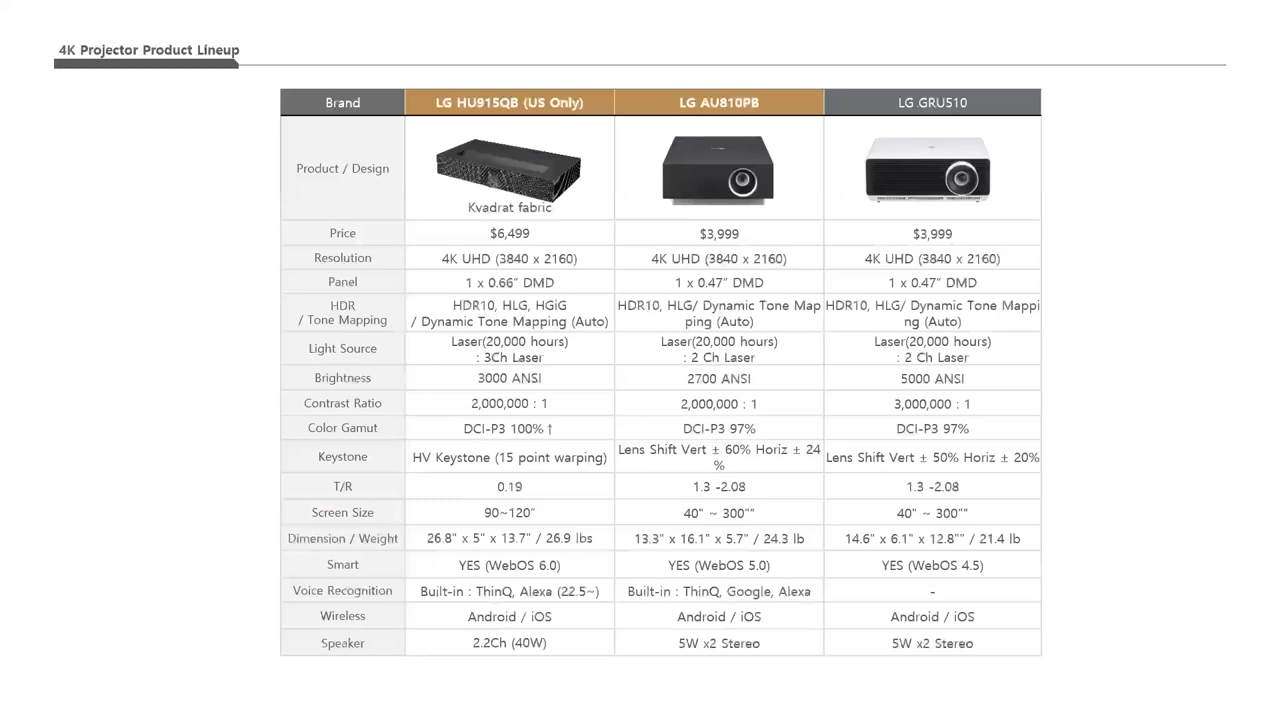 4K Projector Product Lineup
Brand
LG HU915QB (US Only)
LG AU810PB
LG GRU510
Product / Design
Kvadrat fabric
Price
$6,499
$3,999
$3,999
Resolution
4K UHD (3840 x 2160)
4K UHD (3840 x 2160)
4K UHD (3840 x 2160)
Panel
1 x 0.66” DMD
1 x 0.47” DMD
1 x 0.47” DMD
HDR
/ Tone Mapping
HDR10, HLG, HGiG
/ Dynamic Tone Mapping (Auto)
HDR10, HLG/ Dynamic Tone Map
ping (Auto)
HDR10, HLG/ Dynamic Tone Mappi
ng (Auto)
Light Source
Laser(20,000 hours)
: 3Ch Laser
Laser(20,000 hours)
: 2 Ch Laser
Laser(20,000 hours)
: 2 Ch Laser
Brightness
3000 ANSI
2700 ANSI
5000 ANSI
Contrast Ratio
2,000,000 : 1
2,000,000 : 1
3,000,000 : 1
Color Gamut
DCI-P3 100% ↑
DCI-P3 97%
DCI-P3 97%
Keystone
HV Keystone (15 point warping)
Lens Shift Vert ± 60% Horiz ± 24
%
Lens Shift Vert ± 50% Horiz ± 20%
T/R
0.19
1.3 -2.08
1.3 -2.08
Screen Size
90~120”
40" ~ 300"”
40" ~ 300"”
Dimension / Weight
26.8" x 5" x 13.7" / 26.9 lbs
13.3” x 16.1" x 5.7" / 24.3 lb
14.6" x 6.1" x 12.8"" / 21.4 lb
Smart
YES (WebOS 6.0)
YES (WebOS 5.0)
YES (WebOS 4.5)
Voice Recognition
Built-in : ThinQ, Alexa (22.5~)
Built-in : ThinQ, Google, Alexa
-
Wireless
Android / iOS
Android / iOS
Android / iOS
Speaker
2.2Ch (40W)
5W x2 Stereo
5W x2 Stereo